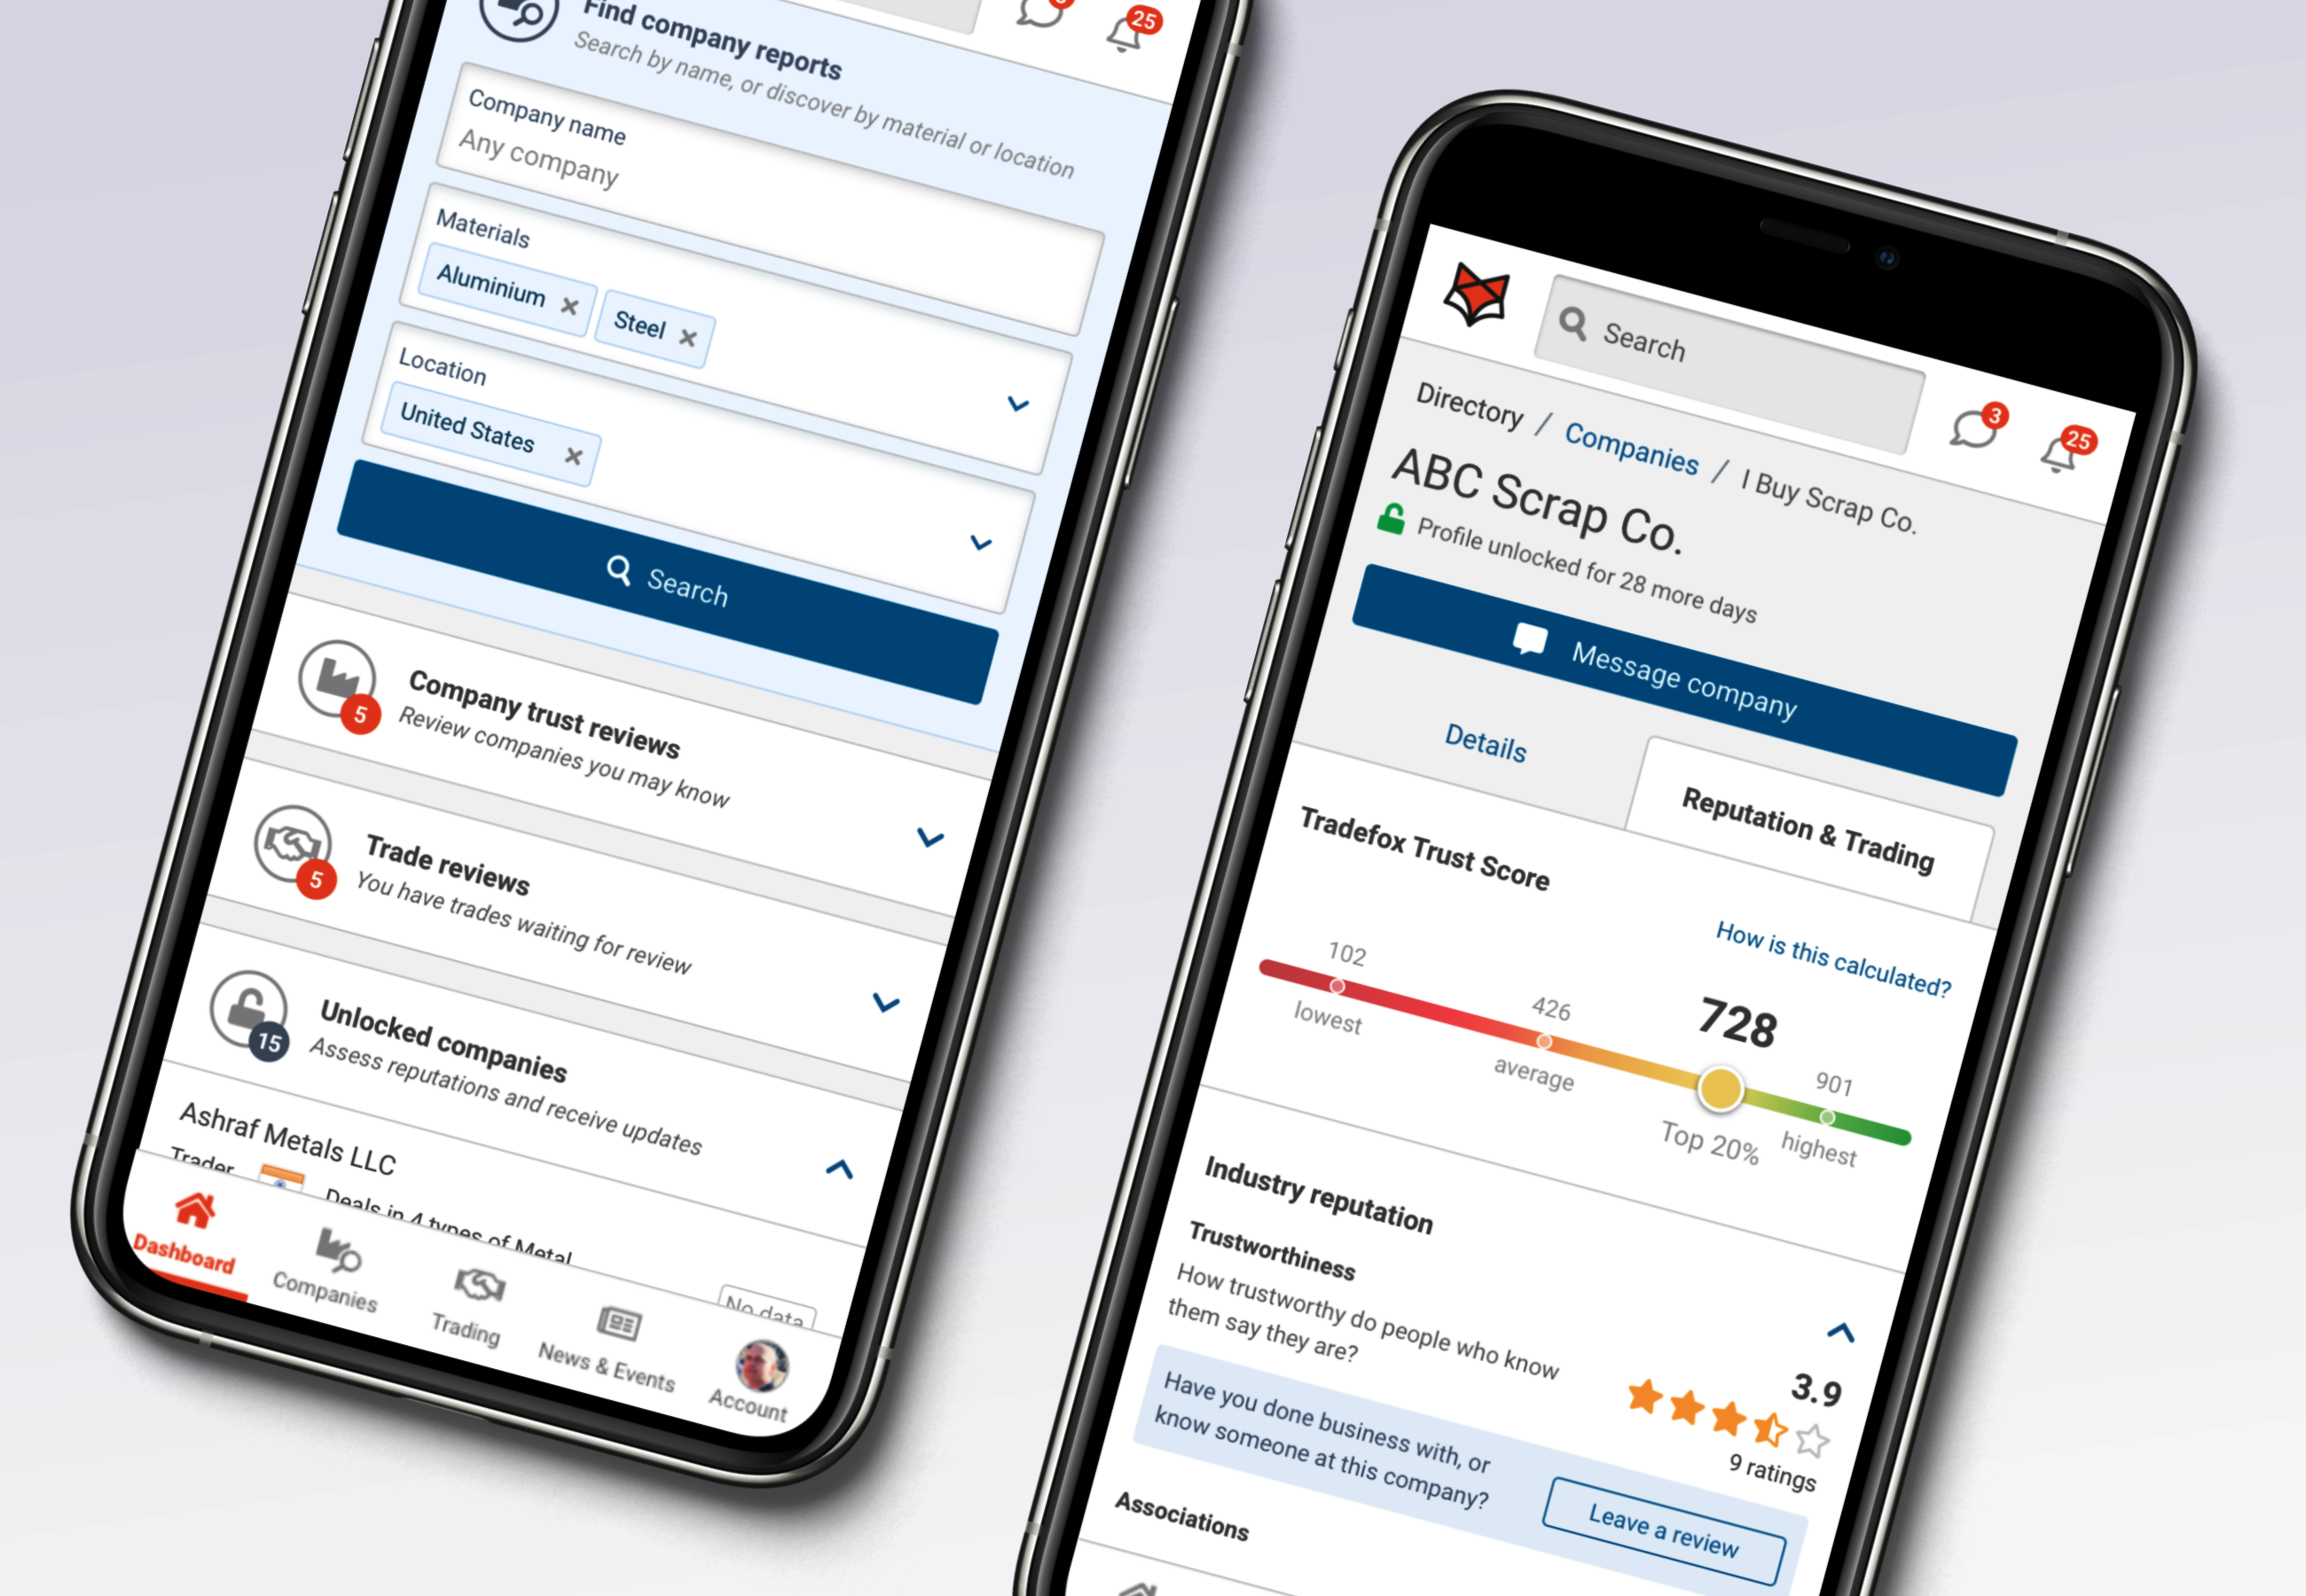 25
Find company reports
Search by name, or discover by material or location
Company name
Any company
Materials
Aluminium
Steel
Location
United States
Search
5
Company trust reviews
Review companies you may know
5
Trade reviews
You have trades waiting for review
15
Unlocked companies
Assess reputations and receive updates
Ashraf Metals LLC
Trader
Deals in 4 types of Metal
No data
Dashboard
Companies
Trading
News & Events
Account
Search
3
25
Directory / Companies / I Buy Scrap Co.
ABC Scrap Co.
Profile unlocked for 28 more days
Message company
Details
Reputation & Trading
Tradefox Trust Score
How is this calculated?
102
lowest
426
average
728
Top 20%
901
highest
Industry reputation
Trustworthiness
How trustworthy do people who know
them say they are?
3.9
9 ratings
Have you done business with, or
know someone at this company?
Leave a review
Associations